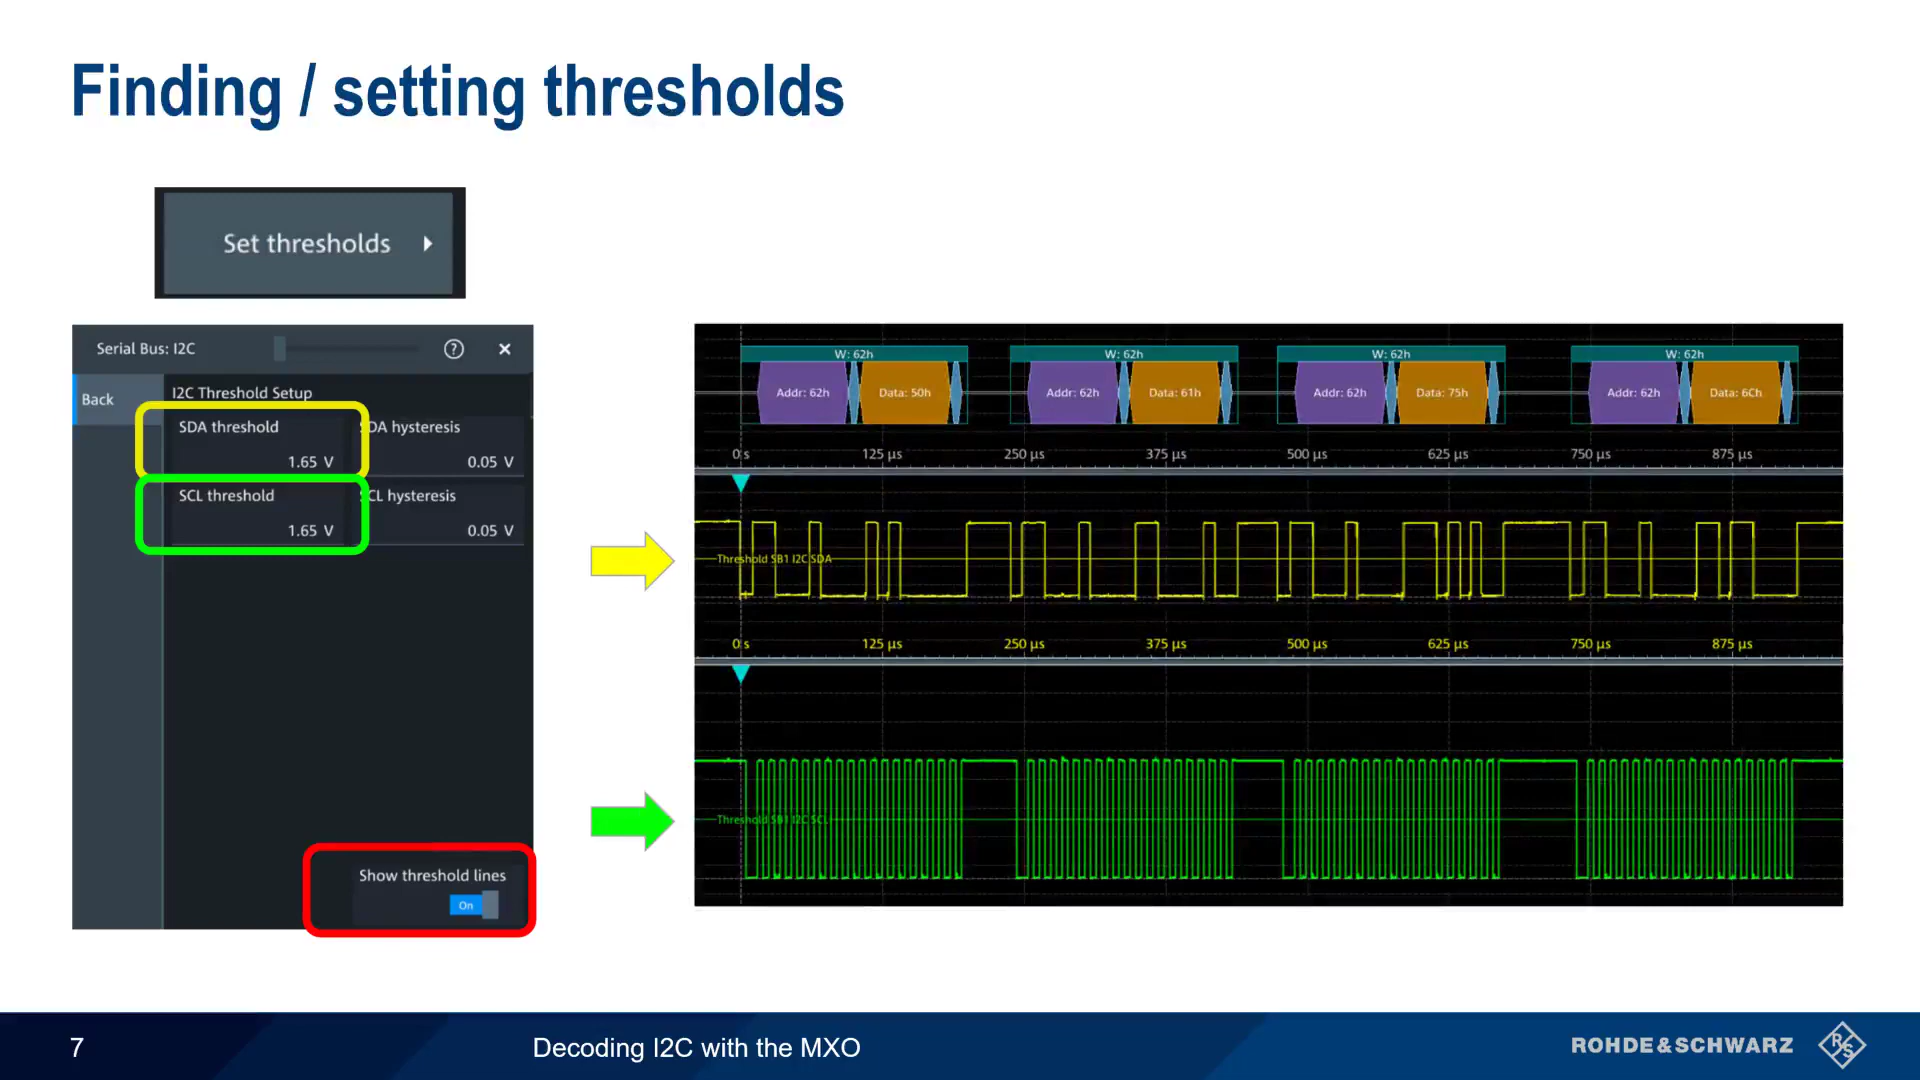 Finding / setting thresholds
Set thresholds
Serial Bus: I2C
?
Back
I2C Threshold Setup
SDA threshold
SDA hysteresis
1.65 V
0.05 V
SCL threshold
SCL hysteresis
1.65 V
0.05 V
Show threshold lines
On
W: 62h
W: 62h
W: 62h
W: 62h
Addr: 62h
Data: 50h
Addr: 62h
Data: 61h
Addr: 62h
Data: 75h
Addr: 62h
Data: 6Ch
0 s
125 µs
250 µs
375 µs
500 µs
625 µs
750 µs
875 µs
Threshold SB1 I2C SDA
0 s
125 µs
250 µs
375 µs
500 µs
625 µs
750 µs
875 µs
Threshold SB1 I2C SCL
7
Decoding I2C with the MXO
ROHDE&SCHWARZ
R S